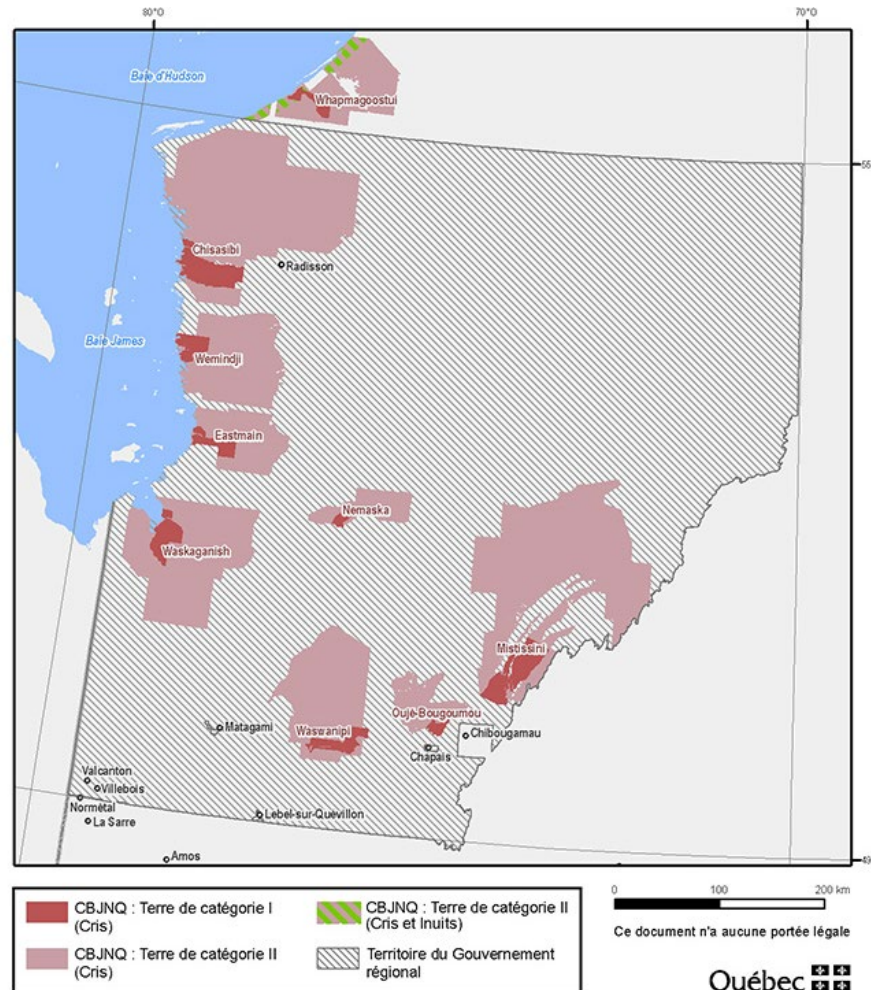 80°O
70°O
Baie d'Hudson
Whapmagoostui
55
Chisasibi
Radisson
Baie James
Wemindji
Eastmain
Nemaska
Waskaganish
Mistissini
Oujé-Bougoumou
Waswanipi
Matagami
Chibougamau
Chapais
Valcanton
Villebois
Normétal
La Sarre
Lebel-sur-Quévillon
Amos
49
CBJNQ : Terre de catégorie I
(Cris)
CBJNQ : Terre de catégorie II
(Cris)
CBJNQ : Terre de catégorie II
(Cris et Inuits)
Territoire du Gouvernement
régional
0 100 200 km
Ce document n'a aucune portée légale
Québec